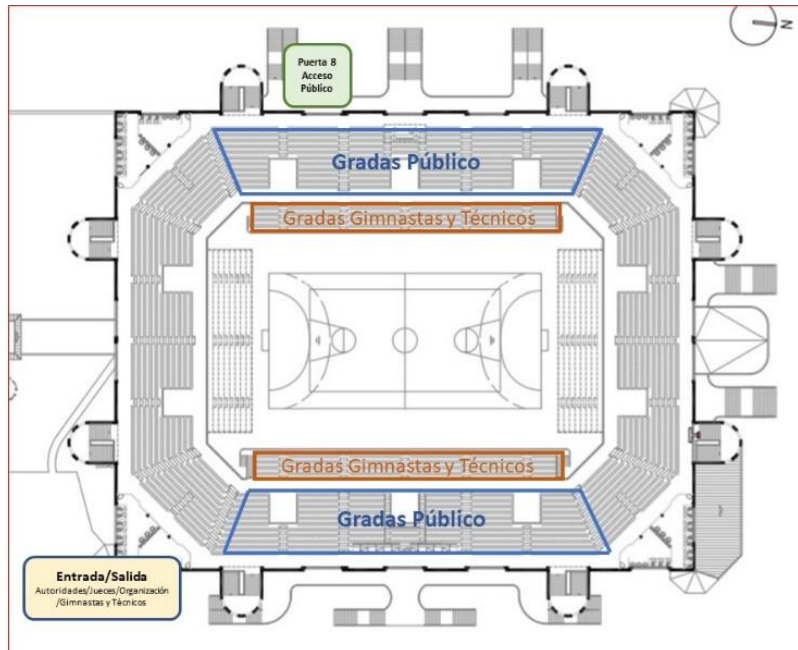 N
Puerta 8
Acceso
Público
Gradas Público
Gradas Gimnastas y Técnicos
Gradas Gimnastas y Técnicos
Gradas Público
Entrada/Salida
Autoridades/Jueces/Organización
/Gimnastas y Técnicos